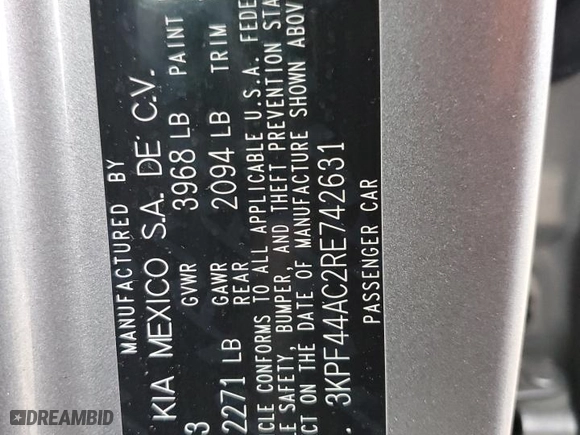 MANUFACTURED BY
KIA MEXICO S.A. DE C.V.
3 GVWR 3968 LB PAINT
GAWR
2271 LB REAR 2094 LB TRIM
CLE CONFORMS TO ALL APPLICABLE U.S.A. FEDE
LE SAFETY, BUMPER, AND THEFT PREVENTION STA
CT ON THE DATE OF MANUFACTURE SHOWN ABOV
3KPF44AC2RE742631
PASSENGER CAR
DREAMBID